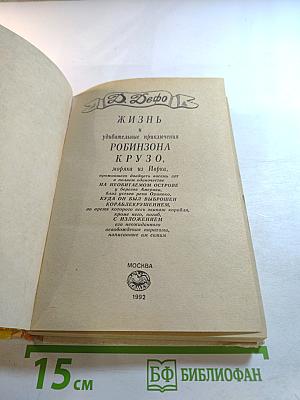 Д. Дефо
ЖИЗНЬ
и
удивительные приключения
РОБИНЗОНА
КРУЗО,
моряка из Йорка,
прожившего двадцать восемь лет
в полном одиночестве
НА НЕОБИТАЕМОМ ОСТРОВЕ
у берегов Америки,
близ устьев реки Ориноко,
КУДА ОН БЫЛ ВЫБРОШЕН
КОРАБЛЕКРУШЕНИЕМ,
во время которого весь экипаж корабля,
кроме него, погиб,
С ИЗЛОЖЕНИЕМ
его неожиданного
освобождения пиратами,
написанные им самим
МОСКВА
1992
15 см
БФ БИБЛИОФАН